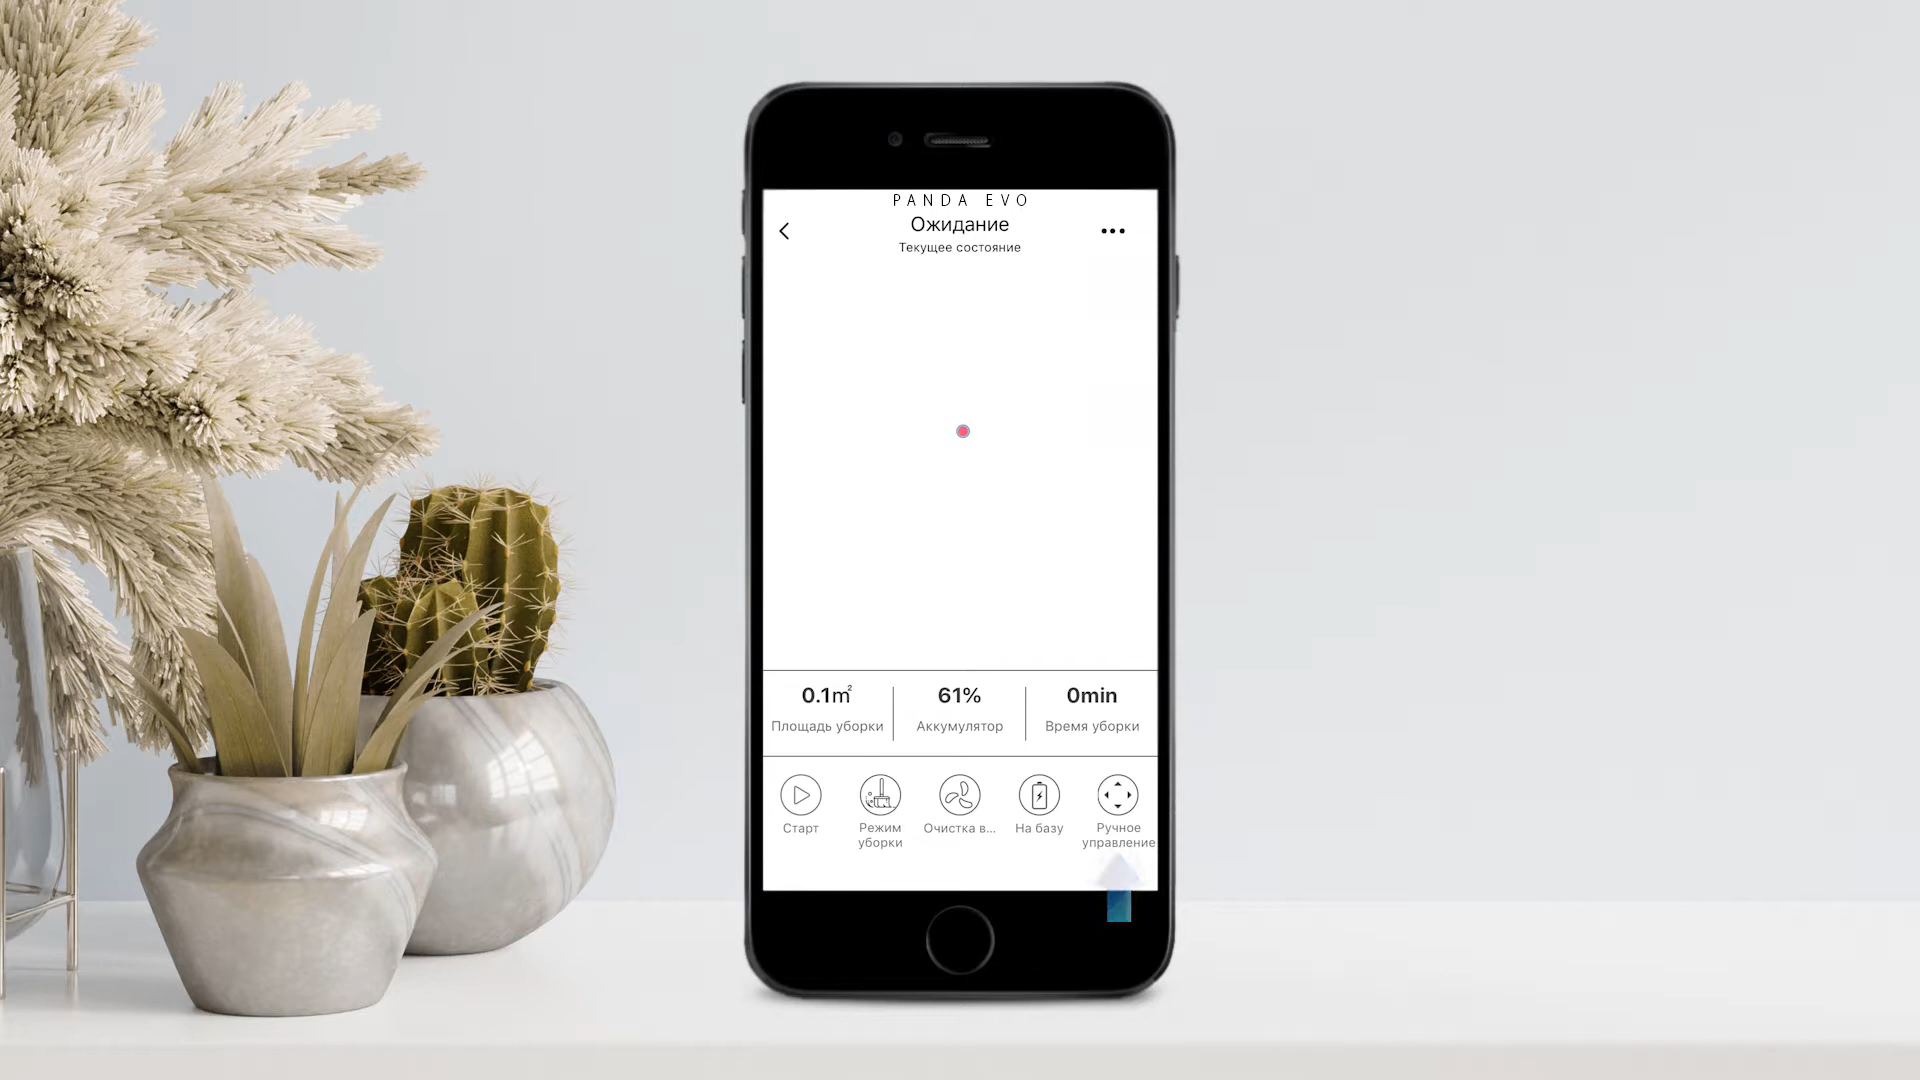 PANDA EVO
Ожидание
Текущее состояние
0.1m² 61% 0min
Площадь уборки Аккумулятор Время уборки
Старт
Режим
уборки
Очистка в...
На базу
Ручное
управление